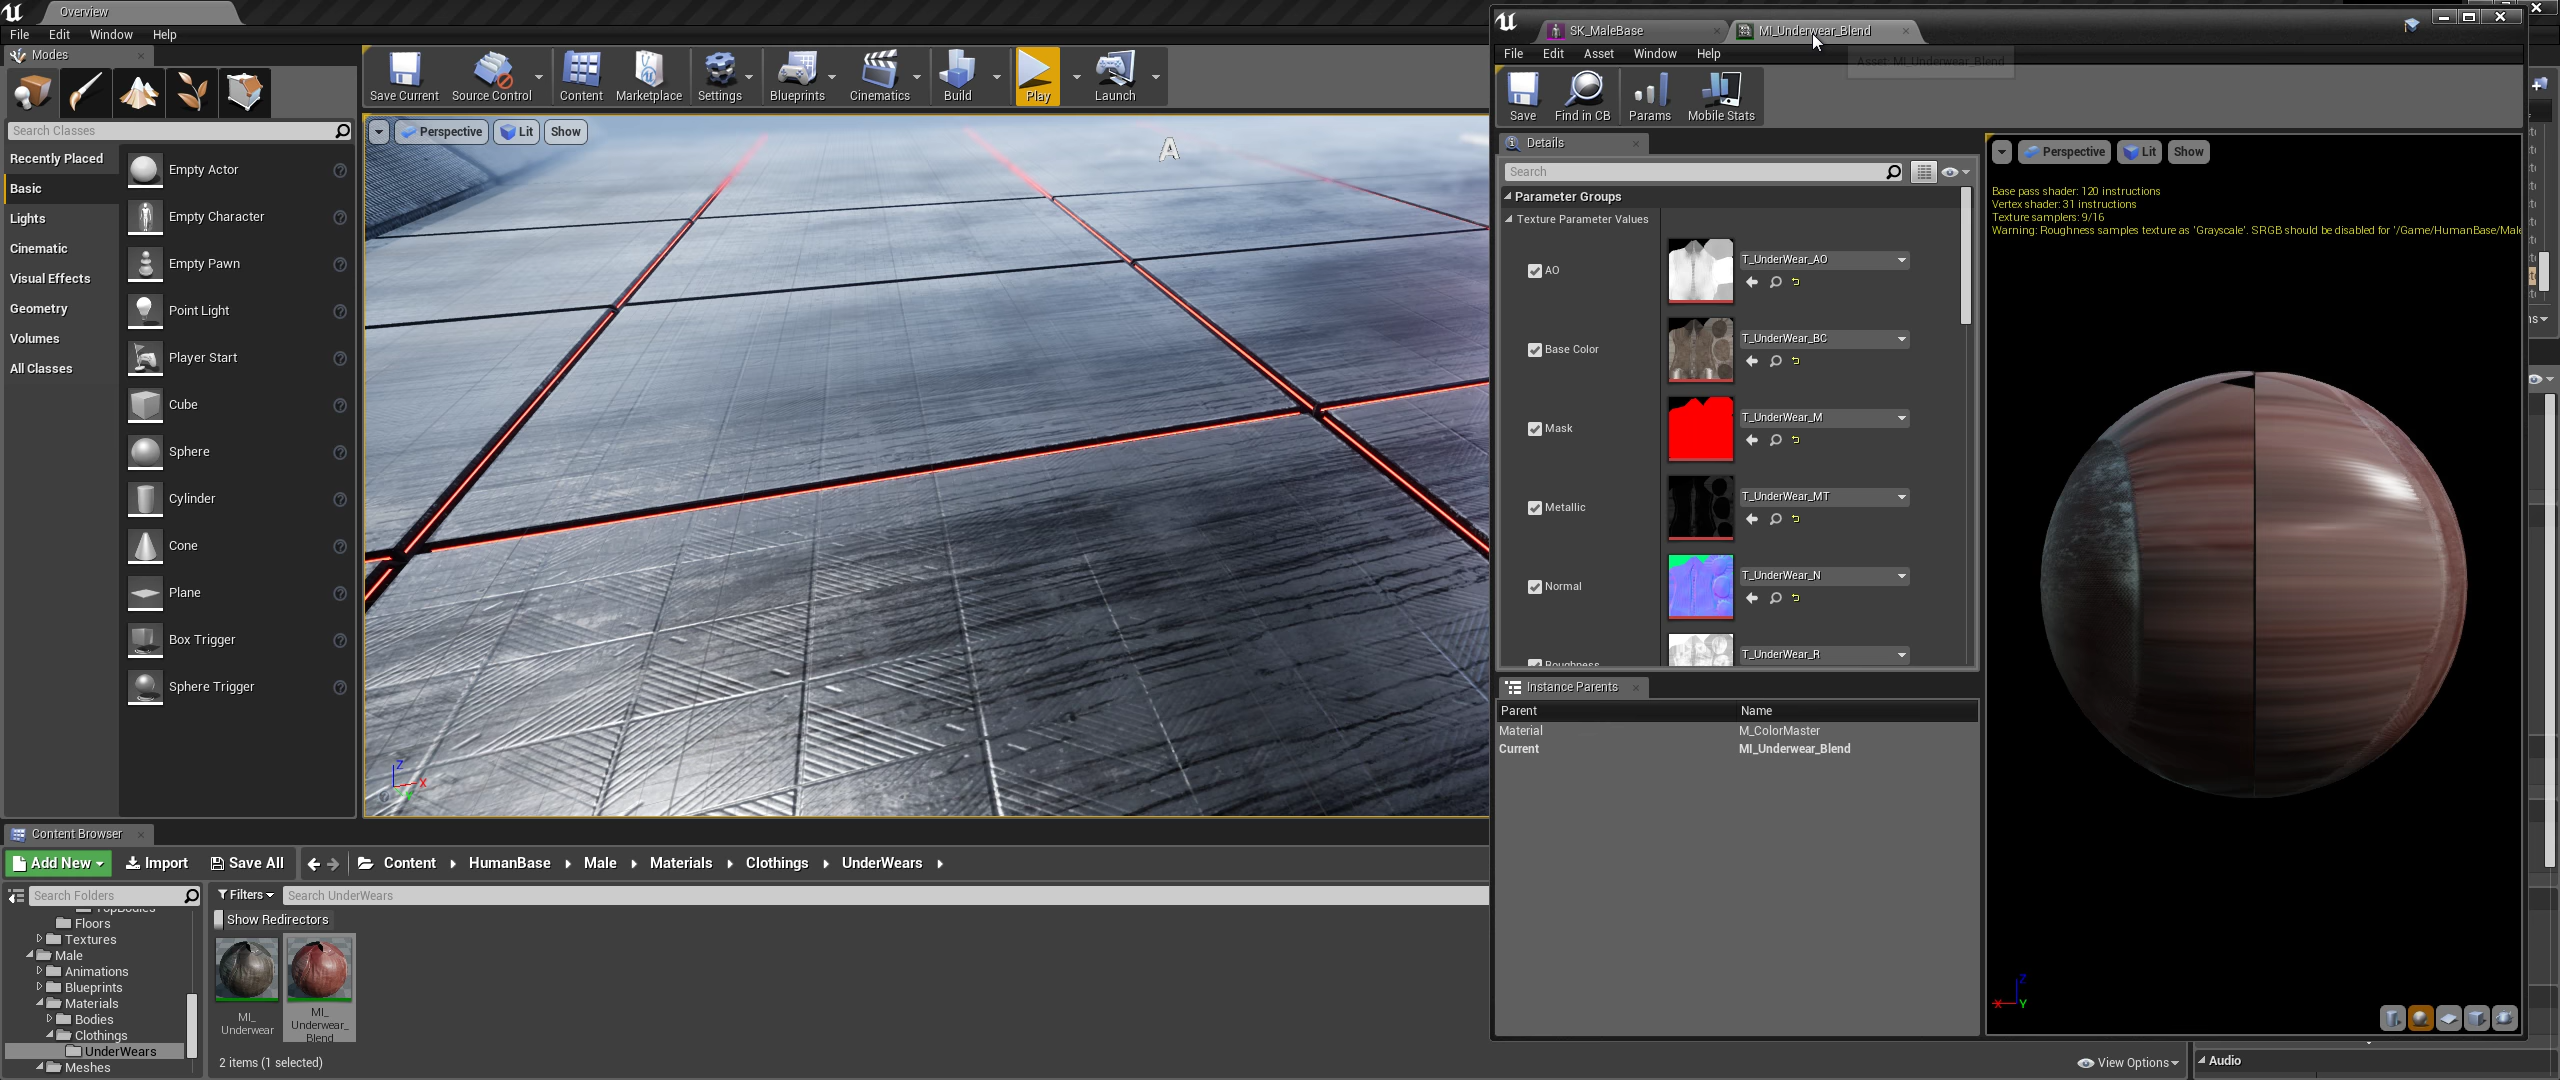 Overview
File Edit Window Help
Modes
Search Classes
Recently Placed
Basic
Lights
Cinematic
Visual Effects
Geometry
Volumes
All Classes
Empty Actor
Empty Character
Empty Pawn
Point Light
Player Start
Cube
Sphere
Cylinder
Cone
Plane
Box Trigger
Sphere Trigger
Save Current Source Control Content Marketplace Settings Blueprints Cinematics Build Play Launch
Perspective Lit Show
Z
X
Y
SK_MaleBase MI_Underwear_Blend
File Edit Asset Window Help
Asset: MI_Underwear_Blend
Save Find in CB Params Mobile Stats
Details
Search
Parameter Groups
Texture Parameter Values
AO T_UnderWear_AO
Base Color T_UnderWear_BC
Mask T_UnderWear_M
Metallic T_UnderWear_MT
Normal T_UnderWear_N
Roughness T_UnderWear_R
Instance Parents
Parent Name
Material M_ColorMaster
Current MI_Underwear_Blend
Perspective Lit Show
Base pass shader: 120 instructions
Vertex shader: 31 instructions
Texture samplers: 9/16
Warning: Roughness samples texture as 'Grayscale'. SRGB should be disabled for '/Game/HumanBase/Male
Z
X Y
Content Browser
Add New Import Save All Content HumanBase Male Materials Clothings UnderWears
Search Folders
Filters Search UnderWears
TopBodies
Floors
Textures
Male
Animations
Blueprints
Materials
Bodies
Clothings
UnderWears
Meshes
Show Redirectors
MI_
Underwear
MI_
Underwear_
Blend
2 items (1 selected)
View Options
Audio